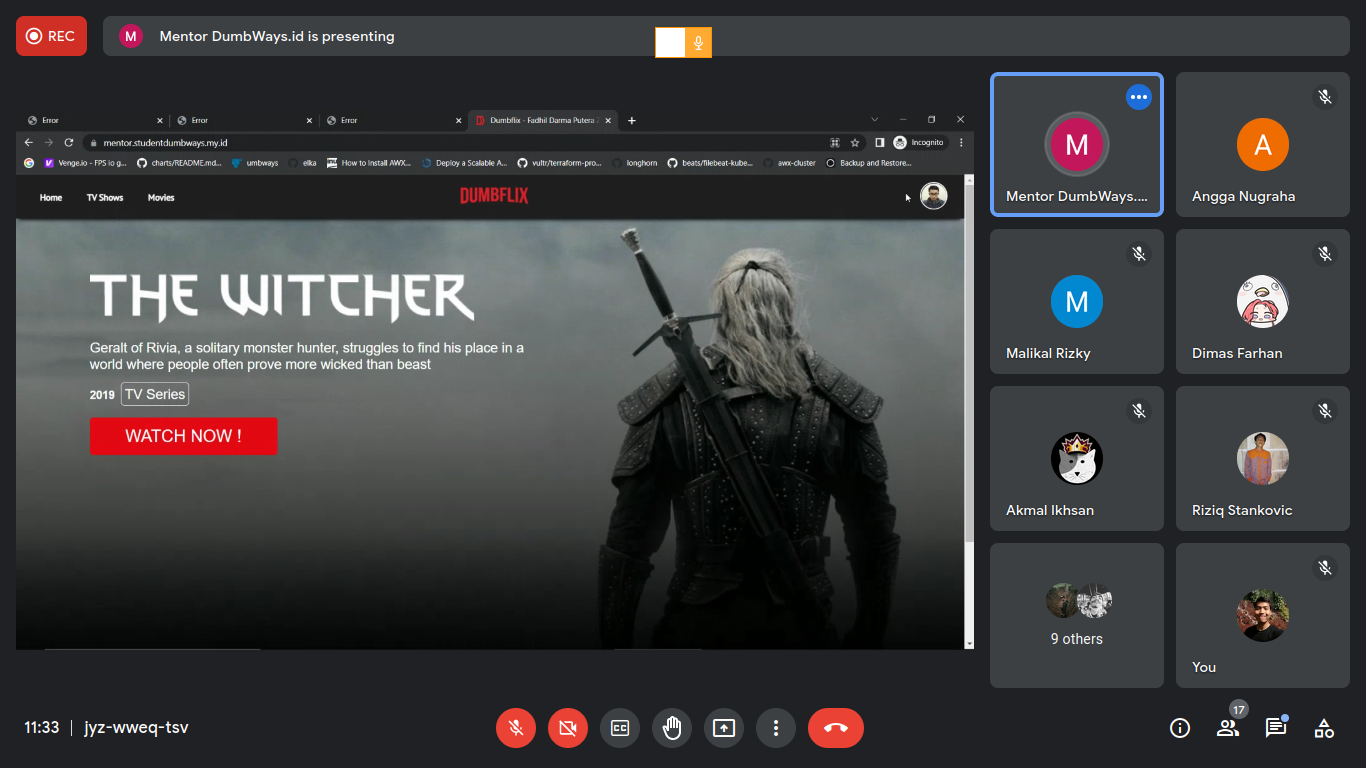 REC
M
Mentor DumbWays.id is presenting
Error
Error
Error
Dumbflix - Fadhil Darma Putera Z
mentor.studentdumbways.my.id
Incognito
Venge.io - FPS io g...
charts/README.md...
umbways
elka
How to Install AWX...
Deploy a Scalable A...
vultr/terraform-pro...
longhorn
beats/filebeat-kube...
awx-cluster
Backup and Restore...
Home
TV Shows
Movies
DUMBFLIX
THE WITCHER
Geralt of Rivia, a solitary monster hunter, struggles to find his place in a
world where people often prove more wicked than beast
2019 TV Series
WATCH NOW !
M
Mentor DumbWays....
A
Angga Nugraha
M
Malikal Rizky
Dimas Farhan
Akmal Ikhsan
Riziq Stankovic
9 others
You
11:33
jyz-wweq-tsv
CC
17